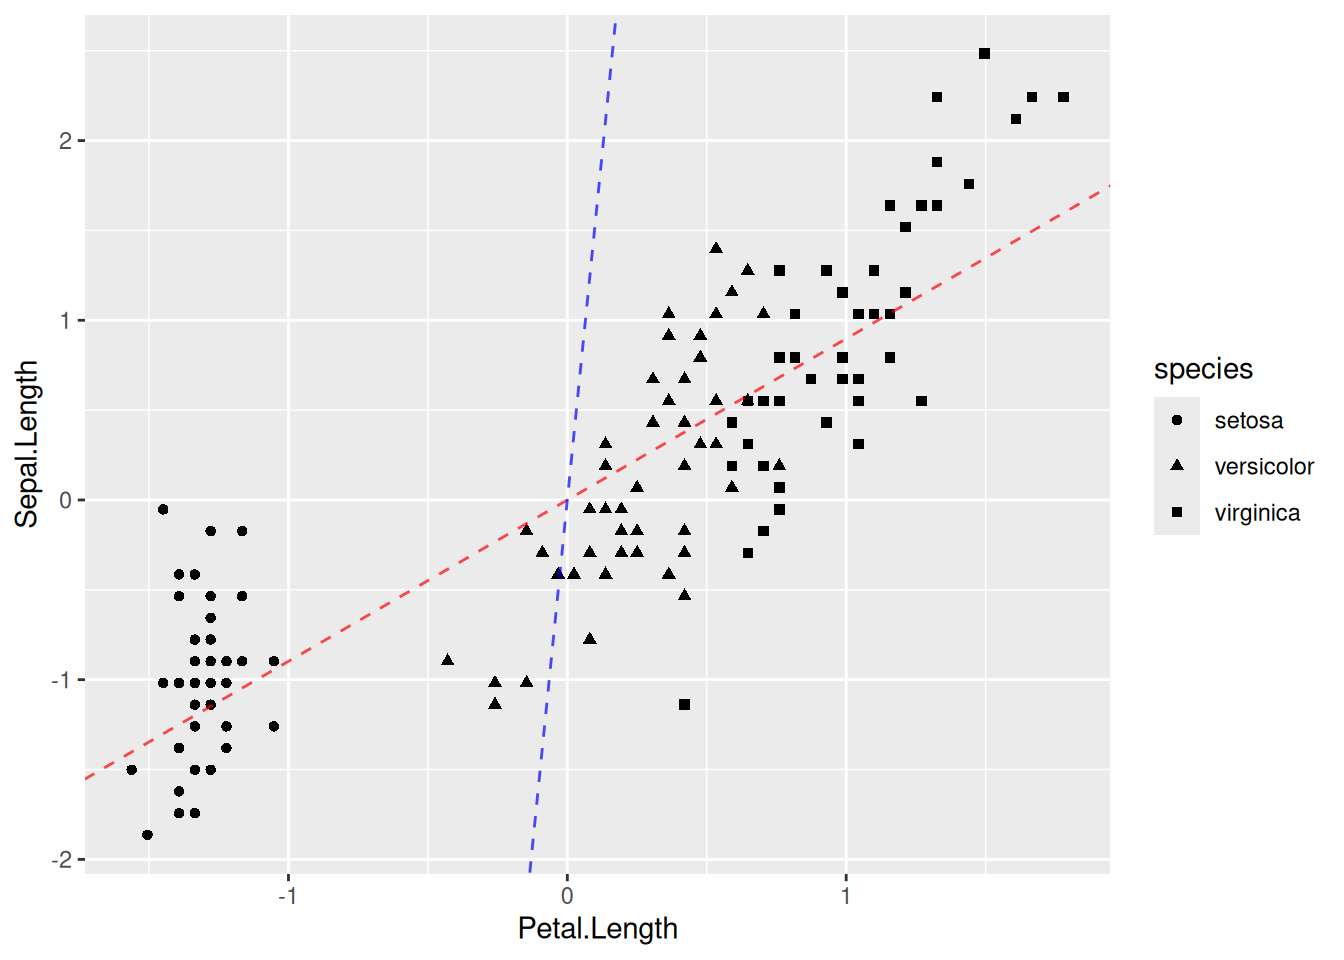 Sepal.Length
2
1
0
-1
-2
-1
0
1
Petal.Length
species
setosa
versicolor
virginica